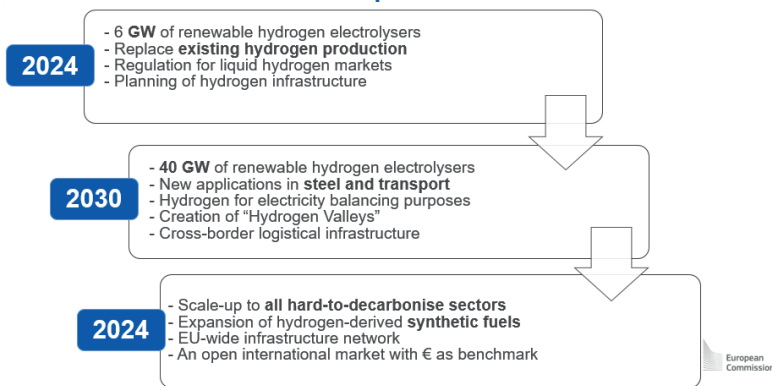 2024
- 6 GW of renewable hydrogen electrolysers
- Replace existing hydrogen production
- Regulation for liquid hydrogen markets
- Planning of hydrogen infrastructure
2030
- 40 GW of renewable hydrogen electrolysers
- New applications in steel and transport
- Hydrogen for electricity balancing purposes
- Creation of “Hydrogen Valleys”
- Cross-border logistical infrastructure
2024
- Scale-up to all hard-to-decarbonise sectors
- Expansion of hydrogen-derived synthetic fuels
- EU-wide infrastructure network
- An open international market with € as benchmark
European
Commission